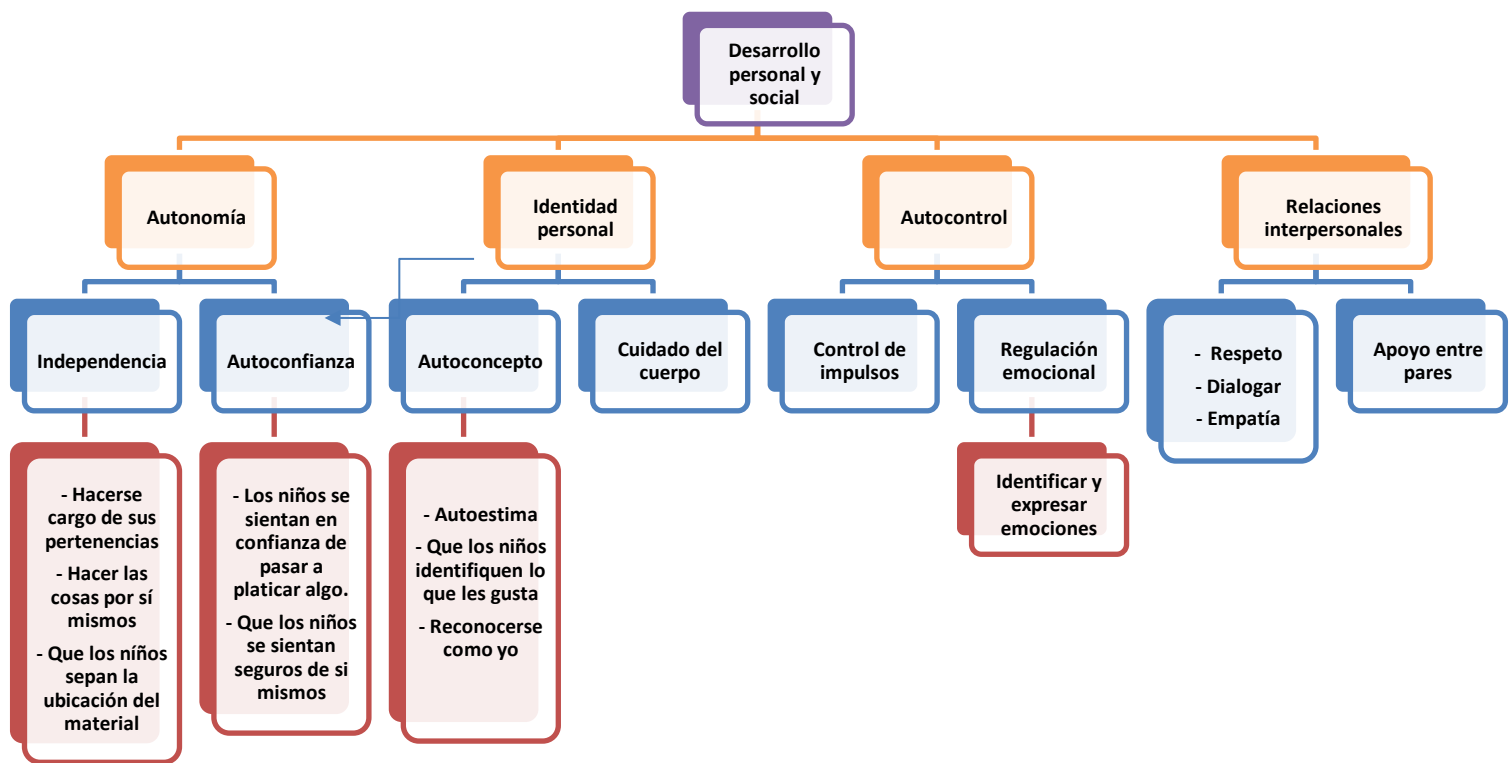 Desarrollo
personal y
social
Autonomía
Identidad
personal
Autocontrol
Relaciones
interpersonales
Independencia
Autoconfianza
Autoconcepto
Cuidado del
cuerpo
Control de
impulsos
Regulación
emocional
- Respeto
- Dialogar
- Empatía
Apoyo entre
pares
- Hacerse
cargo de sus
pertenencias
- Hacer las
cosas por sí
mismos
- Que los níños
sepan la
ubicación del
material
- Los niños se
sientan en
confianza de
pasar a
platicar algo.
- Que los niños
se sientan
seguros de si
mismos
- Autoestima
- Que los niños
identifiquen lo
que les gusta
- Reconocerse
como yo
Identificar y
expresar
emociones